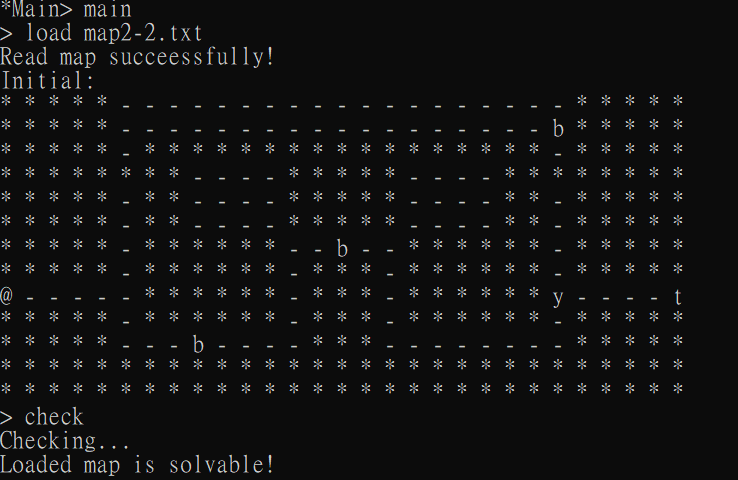 *Main> main
> load map2-2.txt
Read map succeessfully!
Initial:
* * * * * - - - - - - - - - - - - - - - - - - - * * * * *
* * * * * - - - - - - - - - - - - - - - - - - b * * * * *
* * * * * - * * * * * * * * * * * * * * * * * - * * * * *
* * * * * * * * - - - - * * * * * - - - - * * * * * * * *
* * * * * - * * - - - - * * * * * - - - - * * - * * * * *
* * * * * - * * - - - - * * * * * - - - - * * - * * * * *
* * * * * - * * * * * * - - b - - * * * * * * - * * * * *
* * * * * - * * * * * * - * * * - * * * * * * - * * * * *
@ - - - - - * * * * * * - * * * - * * * * * * y - - - - t
* * * * * - * * * * * * - * * * - * * * * * * - * * * * *
* * * * * - - - b - - - - * * * - - - - - - - - * * * * *
* * * * * * * * * * * * * * * * * * * * * * * * * * * * *
* * * * * * * * * * * * * * * * * * * * * * * * * * * * *
> check
Checking...
Loaded map is solvable!